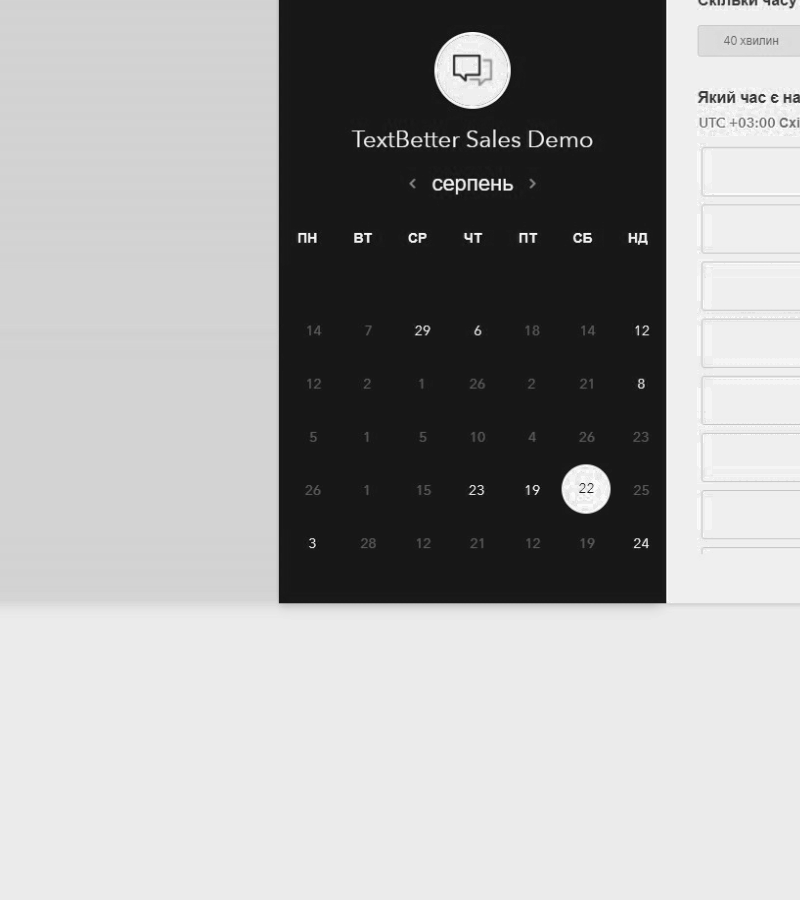 Скільки часу
40 хвилин
Який час є на
UTC +03:00 Схі
TextBetter Sales Demo
серпень
ПН ВТ СР ЧТ ПТ СБ НД
14 7 29 6 18 14 12
12 2 1 26 2 21 8
5 1 5 10 4 26 23
26 1 15 23 19 22 25
3 28 12 21 12 19 24